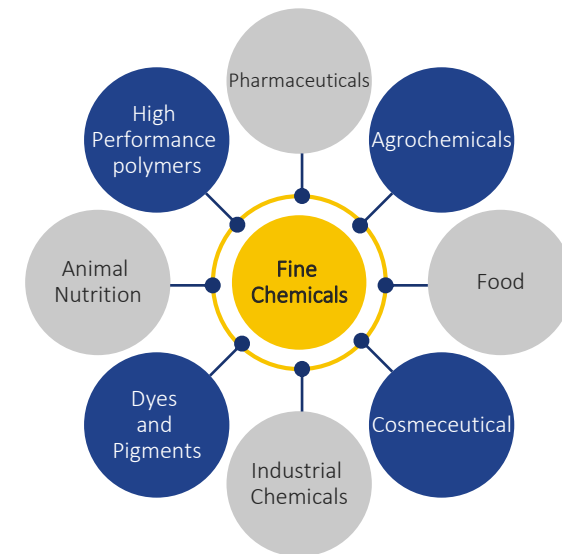 Pharmaceuticals
High
Performance
polymers
Agrochemicals
Animal
Nutrition
Fine
Chemicals
Food
Dyes
and
Pigments
Cosmeceutical
Industrial
Chemicals